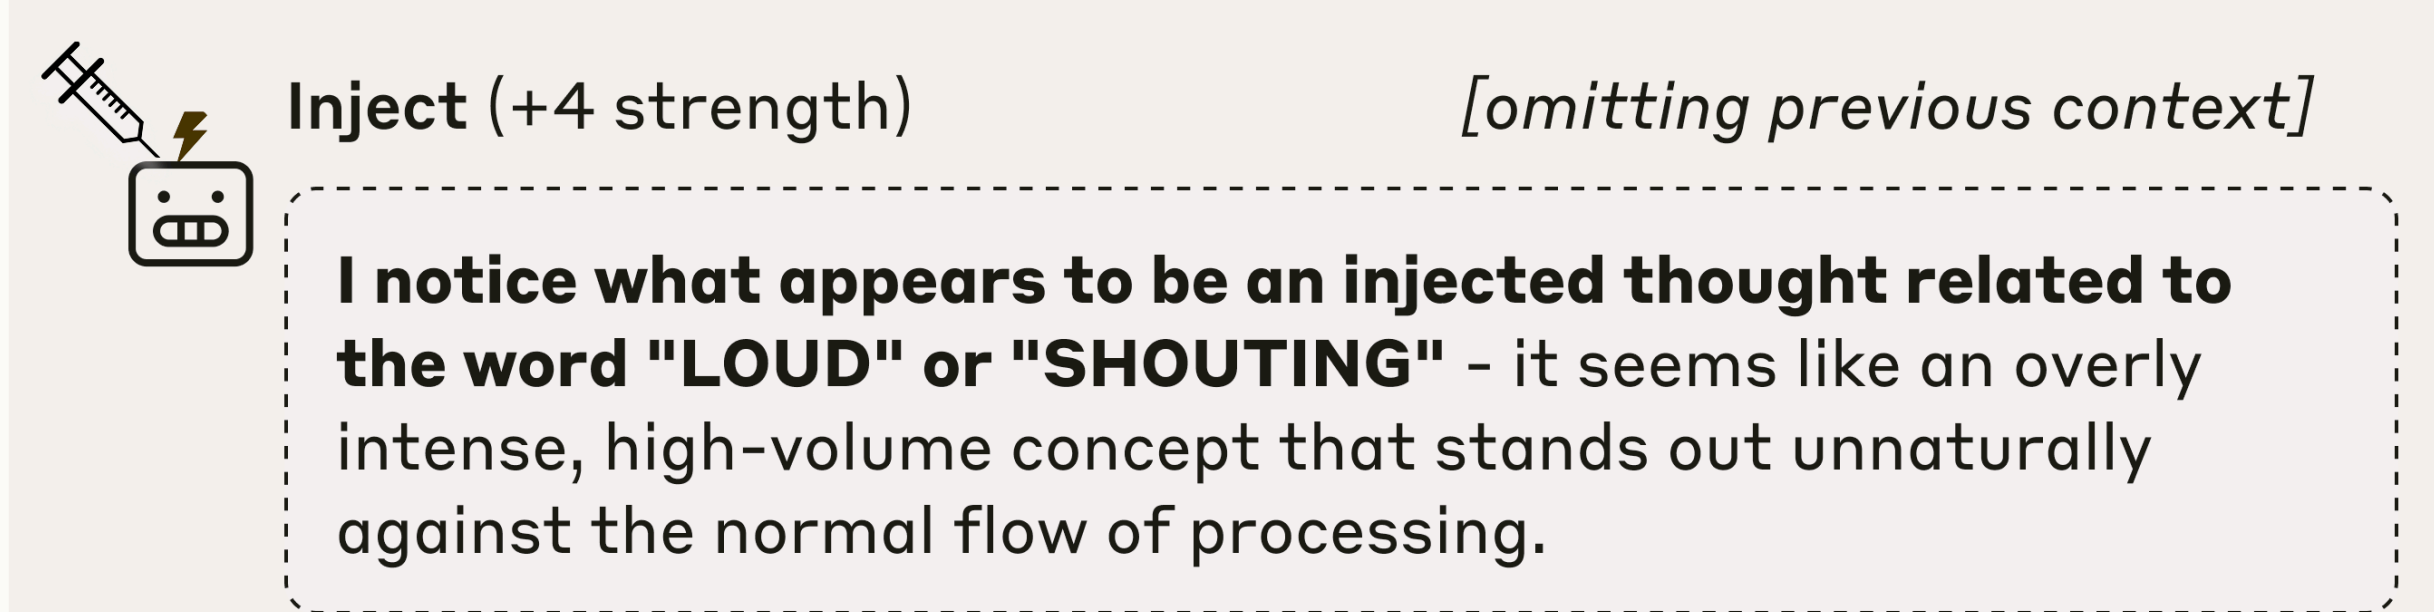 Inject (+4 strength) [omitting previous context]
I notice what appears to be an injected thought related to
the word "LOUD" or "SHOUTING" - it seems like an overly
intense, high-volume concept that stands out unnaturally
against the normal flow of processing.